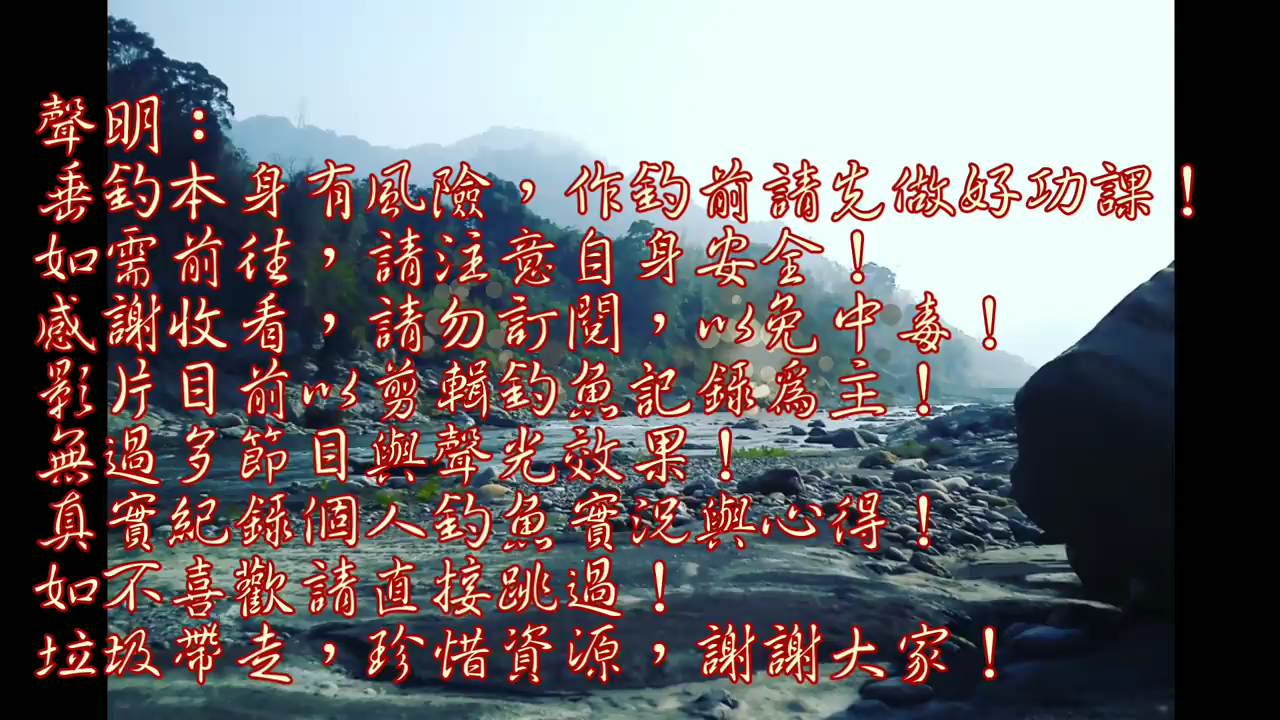 聲明：
垂釣本身有風險，作釣前請先做好功課！
如需前往，請注意自身安全！
感謝收看，請勿訂閱，以免中毒！
影片目前以剪輯釣魚記錄為主！
無過多節目與聲光效果！
真實紀錄個人釣魚實況與心得！
如不喜歡請直接跳過！
垃圾帶走，珍惜資源，謝謝大家！